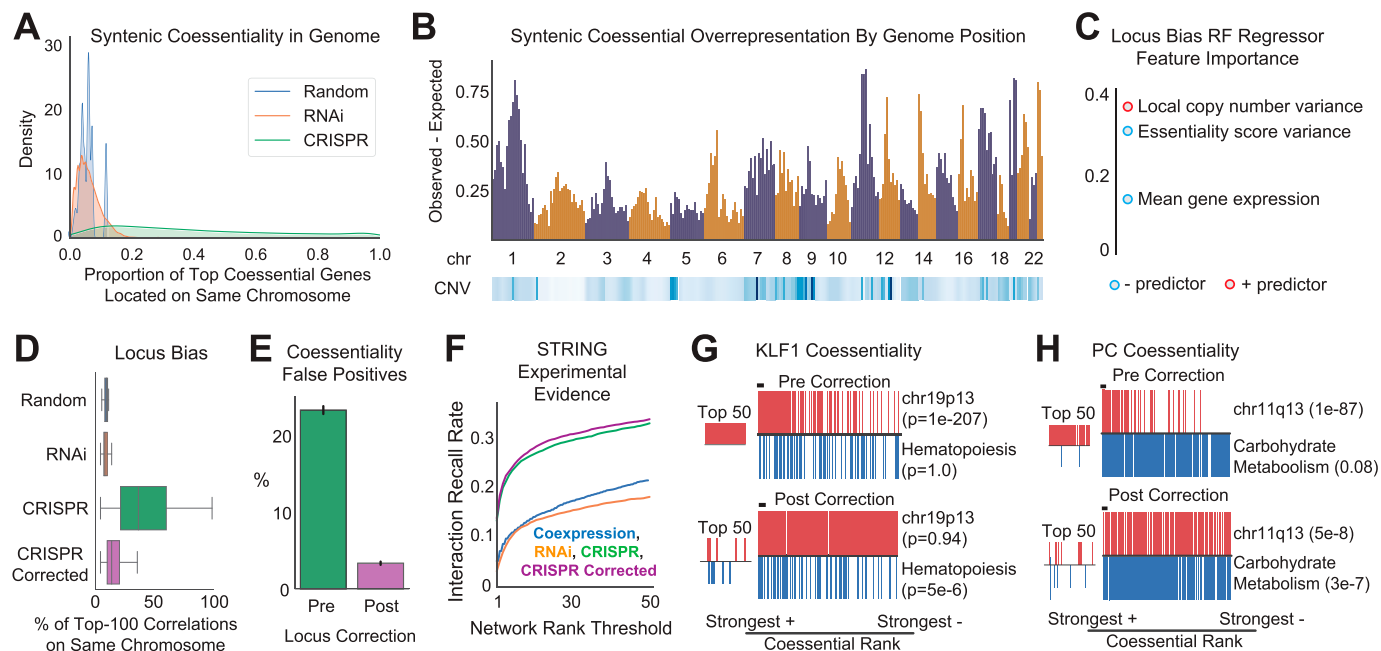 A
Syntenic Coessentiality in Genome
30
20
10
0
Density
Random
RNAi
CRISPR
0.0 0.2 0.4 0.6 0.8 1.0
Proportion of Top Coessential Genes
Located on Same Chromosome
B
Syntenic Coessential Overrepresentation By Genome Position
Observed - Expected
0.75
0.50
0.25
chr 1 2 3 4 5 6 7 8 9 10 12 14 16 18 22
CNV
C
Locus Bias RF Regressor
Feature Importance
0.4
0.2
0
Local copy number variance
Essentiality score variance
Mean gene expression
- predictor + predictor
D
Locus Bias
Random
RNAi
CRISPR
CRISPR
Corrected
0 50 100
% of Top-100 Correlations
on Same Chromosome
E
Coessentiality
False Positives
%
20
10
0
Pre Post
Locus Correction
F
STRING
Experimental
Evidence
Interaction Recall Rate
0.3
0.2
0.1
0
Coexpression,
RNAi, CRISPR,
CRISPR Corrected
1 30 50
Network Rank Threshold
G
KLF1 Coessentiality
Pre Correction
Top 50
chr19p13
(p=1e-207)
Hematopoiesis
(p=1.0)
Post Correction
Top 50
chr19p13
(p=0.94)
Hematopoiesis
(p=5e-6)
Strongest + Strongest -
Coessential Rank
H
PC Coessentiality
Pre Correction
Top 50
chr11q13 (1e-87)
Carbohydrate
Metaboolism (0.08)
Post Correction
Top 50
chr11q13 (5e-8)
Carbohydrate
Metabolism (3e-7)
Strongest + Strongest -
Coessential Rank